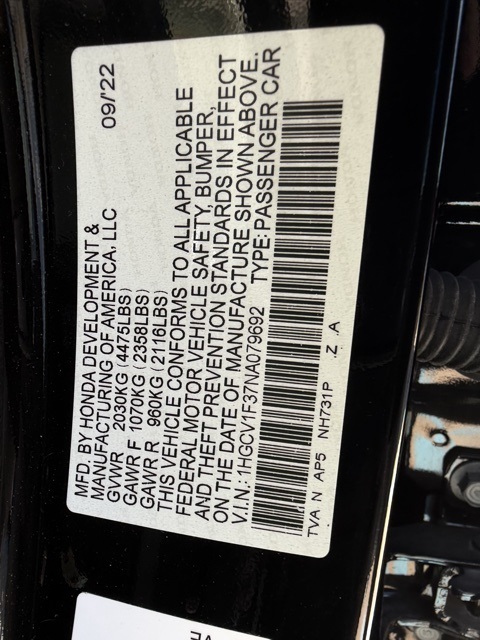 MFD. BY HONDA DEVELOPMENT & 09/'22
MANUFACTURING OF AMERICA, LLC
GVWR 2030KG (4475LBS)
GAWR F 1070KG (2358LBS)
GAWR R 960KG (2116LBS)
THIS VEHICLE CONFORMS TO ALL APPLICABLE
FEDERAL MOTOR VEHICLE SAFETY, BUMPER,
AND THEFT PREVENTION STANDARDS IN EFFECT
ON THE DATE OF MANUFACTURE SHOWN ABOVE.
V.I.N.: 1HGCV1F37NA079692 TYPE: PASSENGER CAR
TVA N AP5 NH731P .Z .A